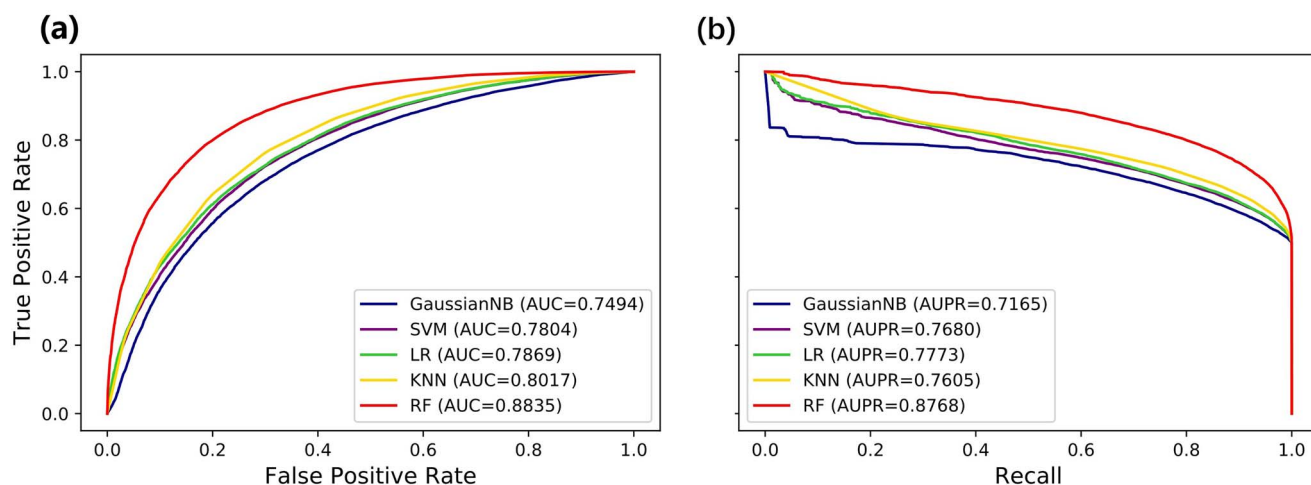 (a)
True Positive Rate
1.0
0.8
0.6
0.4
0.2
0.0
GaussianNB (AUC=0.7494)
SVM (AUC=0.7804)
LR (AUC=0.7869)
KNN (AUC=0.8017)
RF (AUC=0.8835)
0.0 0.2 0.4 0.6 0.8 1.0
False Positive Rate
(b)
GaussianNB (AUPR=0.7165)
SVM (AUPR=0.7680)
LR (AUPR=0.7773)
KNN (AUPR=0.7605)
RF (AUPR=0.8768)
0.0 0.2 0.4 0.6 0.8 1.0
Recall